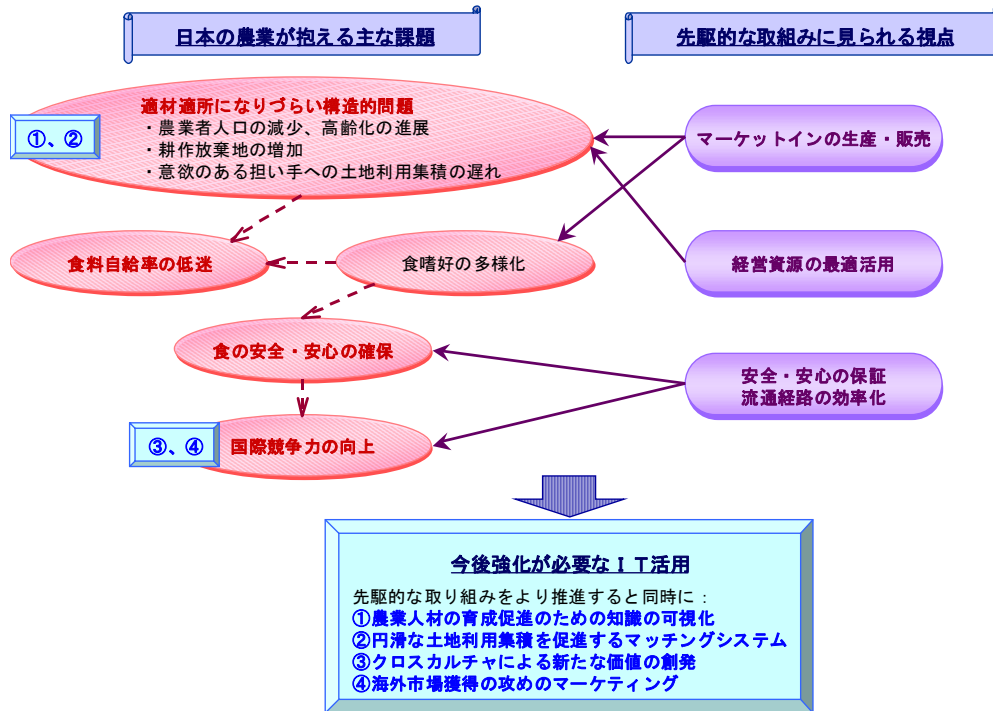 日本の農業が抱える主な課題
先駆的な取組みに見られる視点
適材適所になりづらい構造的問題
・農業者人口の減少、高齢化の進展
・耕作放棄地の増加
・意欲のある担い手への土地利用集積の遅れ
①、②
マーケットインの生産・販売
食料自給率の低迷
食嗜好の多様化
経営資源の最適活用
食の安全・安心の確保
安全・安心の保証
流通経路の効率化
③、④
国際競争力の向上
今後強化が必要なＩＴ活用
先駆的な取り組みをより推進すると同時に：
①農業人材の育成促進のための知識の可視化
②円滑な土地利用集積を促進するマッチングシステム
③クロスカルチャによる新たな価値の創発
④海外市場獲得の攻めのマーケティング